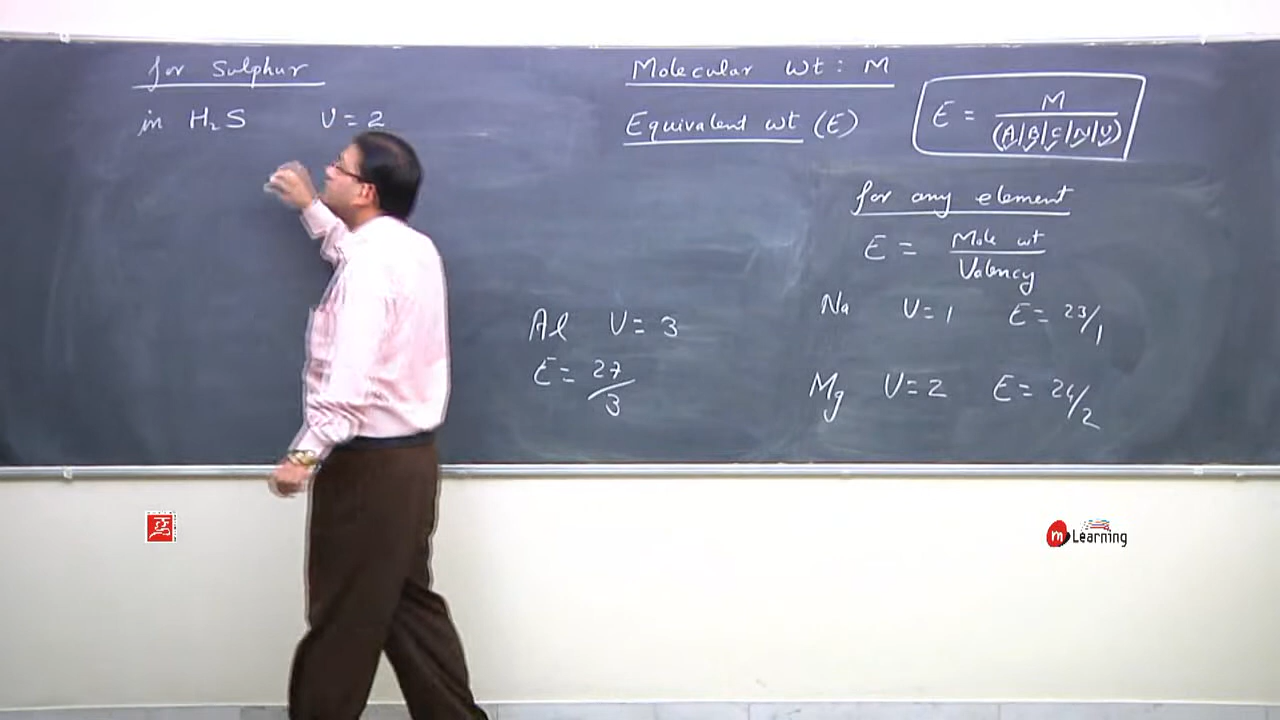 for Sulphur
in H₂S V = 2
Molecular wt : M
Equivalent wt (E)
E = M / (A|B|C|N|V)
for any element
E = Mole wt / Valency
Na V = 1 E = 23/1
Mg V = 2 E = 24/2
Al V = 3
E = 27/3
m Learning